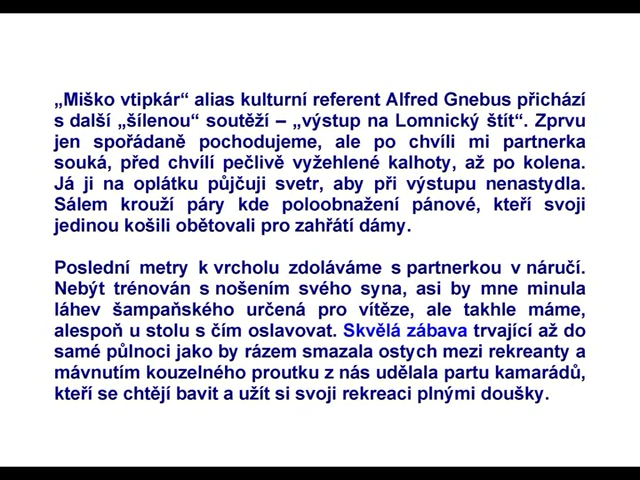 „Miško vtipkár“ alias kulturní referent Alfred Gnebus přichází
s další „šílenou“ soutěží – „výstup na Lomnický štít“. Zprvu
jen spořádaně pochodujeme, ale po chvíli mi partnerka
souká, před chvílí pečlivě vyžehlené kalhoty, až po kolena.
Já ji na oplátku půjčuji svetr, aby při výstupu nenastydla.
Sálem krouží páry kde poloobnažení pánové, kteří svoji
jedinou košili obětovali pro zahřátí dámy.
Poslední metry k vrcholu zdoláváme s partnerkou v náručí.
Nebýt trénován s nošením svého syna, asi by mne minula
láhev šampaňského určená pro vítěze, ale takhle máme,
alespoň u stolu s čím oslavovat. Skvělá zábava trvající až do
samé půlnoci jako by rázem smazala ostych mezi rekreanty a
mávnutím kouzelného proutku z nás udělala partu kamarádů,
kteří se chtějí bavit a užít si svoji rekreaci plnými doušky.